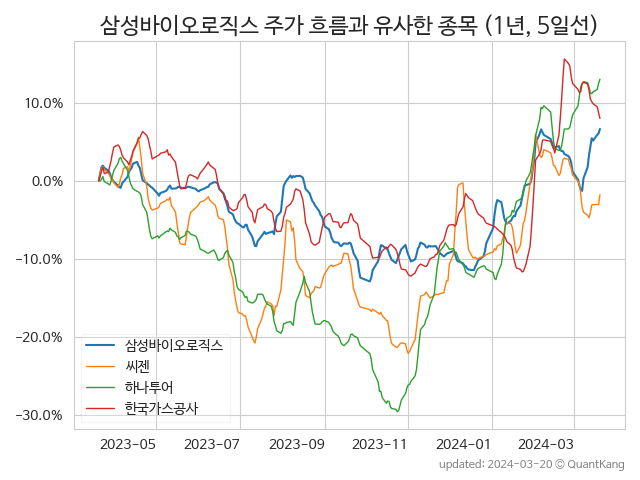 삼성바이오로직스 주가 흐름과 유사한 종목 (1년, 5일선)
10.0%
0.0%
−10.0%
−20.0%
−30.0%
삼성바이오로직스
씨젠
하나투어
한국가스공사
2023-05 2023-07 2023-09 2023-11 2024-01 2024-03
updated: 2024-03-20 © QuantKang